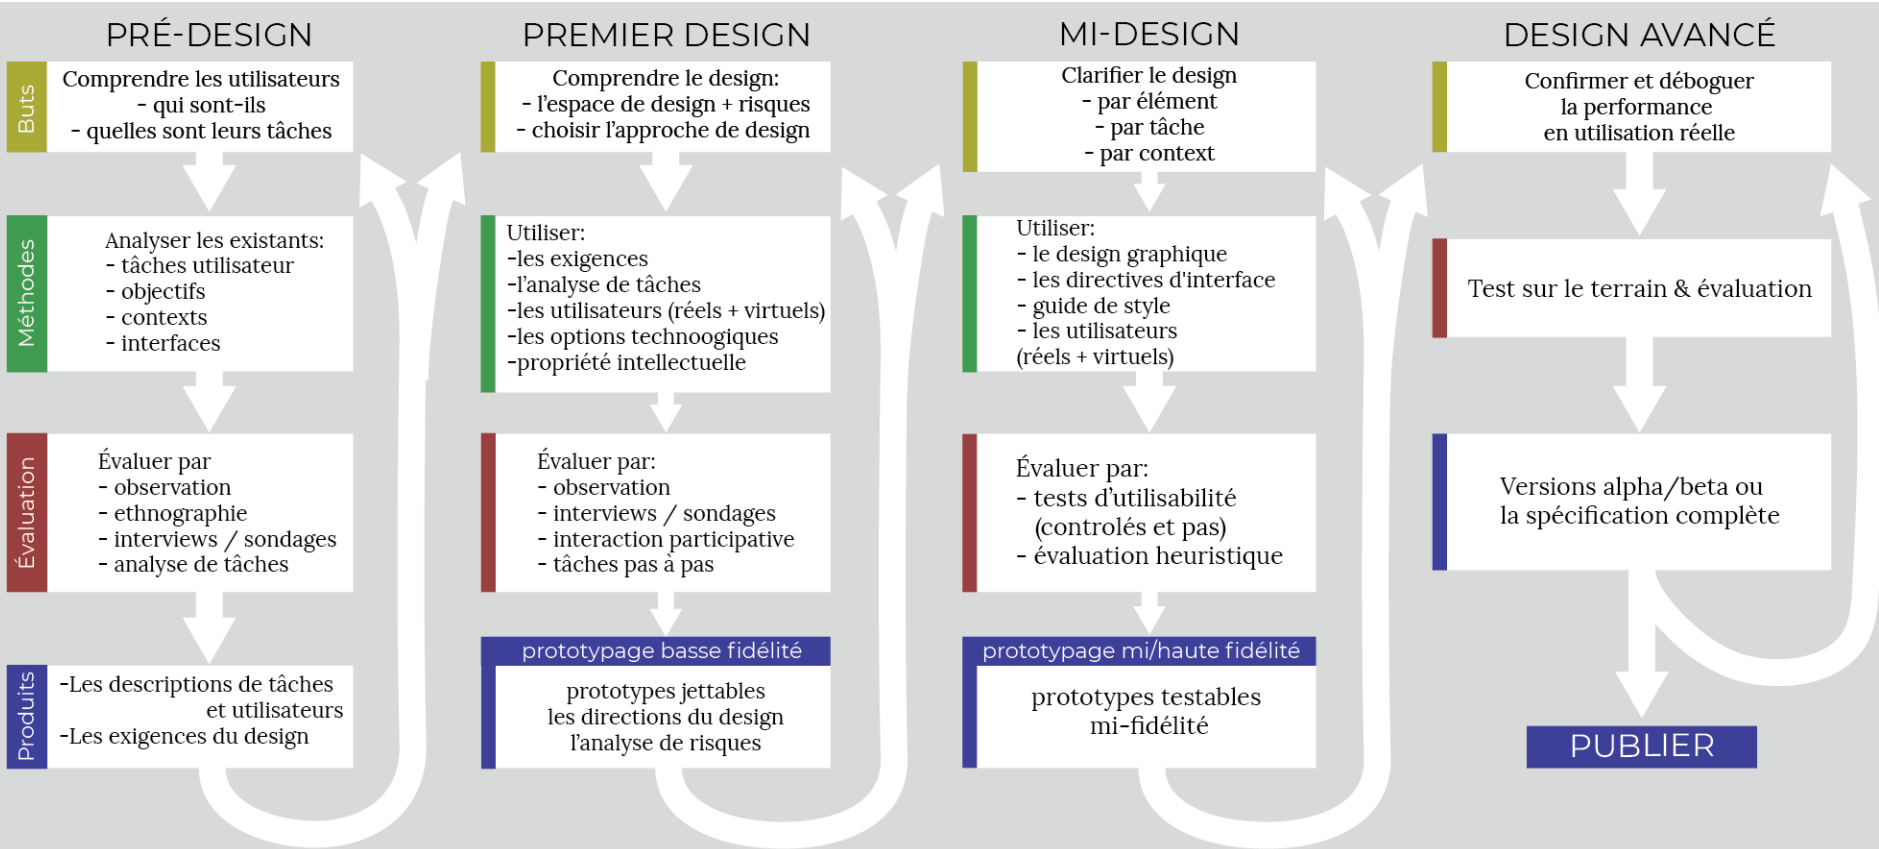 PRÉ-DESIGN
Buts
Comprendre les utilisateurs
- qui sont-ils
- quelles sont leurs tâches
Méthodes
Analyser les existants:
- tâches utilisateur
- objectifs
- contexts
- interfaces
Évaluation
Évaluer par
- observation
- ethnographie
- interviews / sondages
- analyse de tâches
Produits
-Les descriptions de tâches
et utilisateurs
-Les exigences du design
PREMIER DESIGN
Comprendre le design:
- l’espace de design + risques
- choisir l’approche de design
Utiliser:
-les exigences
-l’analyse de tâches
-les utilisateurs (réels + virtuels)
-les options technoogiques
-propriété intellectuelle
Évaluer par:
- observation
- interviews / sondages
- interaction participative
- tâches pas à pas
prototypage basse fidélité
prototypes jettables
les directions du design
l’analyse de risques
MI-DESIGN
Clarifier le design
- par élément
- par tâche
- par context
Utiliser:
- le design graphique
- les directives d'interface
- guide de style
- les utilisateurs
(réels + virtuels)
Évaluer par:
- tests d’utilisabilité
(controlés et pas)
- évaluation heuristique
prototypage mi/haute fidélité
prototypes testables
mi-fidélité
DESIGN AVANCÉ
Confirmer et déboguer
la performance
en utilisation réelle
Test sur le terrain & évaluation
Versions alpha/beta ou
la spécification complète
PUBLIER